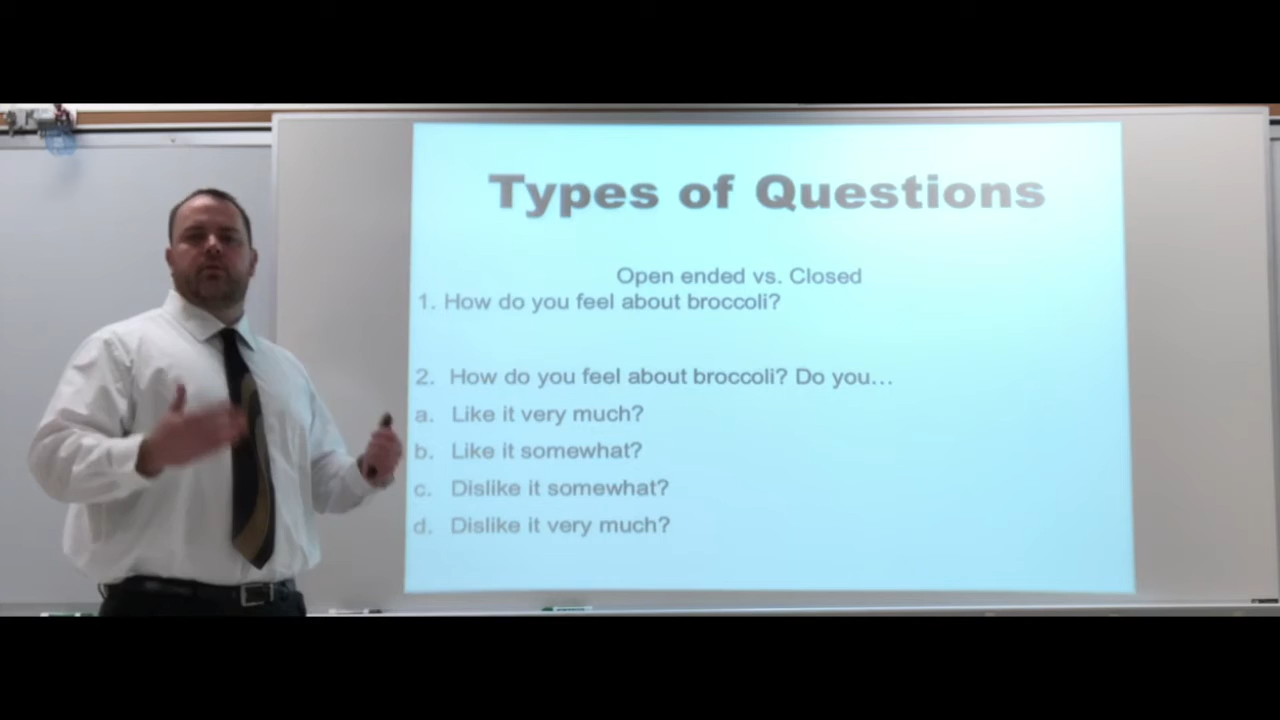 Types of Questions
Open ended vs. Closed
1. How do you feel about broccoli?
2. How do you feel about broccoli? Do you…
a. Like it very much?
b. Like it somewhat?
c. Dislike it somewhat?
d. Dislike it very much?